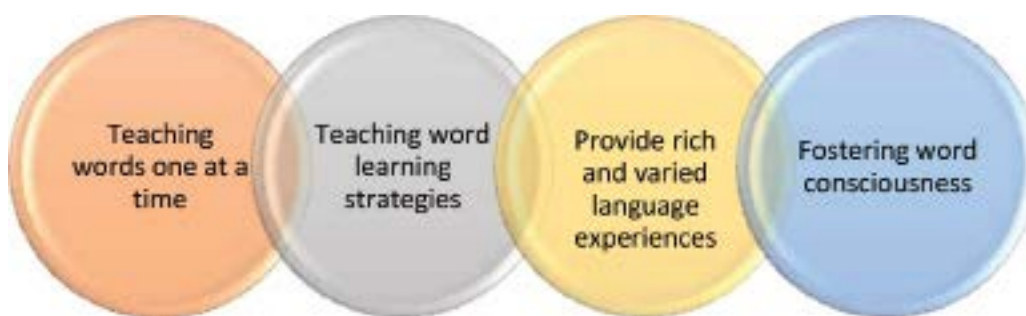 Teaching
words one at a
time
Teaching word
learning
strategies
Provide rich
and varied
language
experiences
Fostering word
consciousness